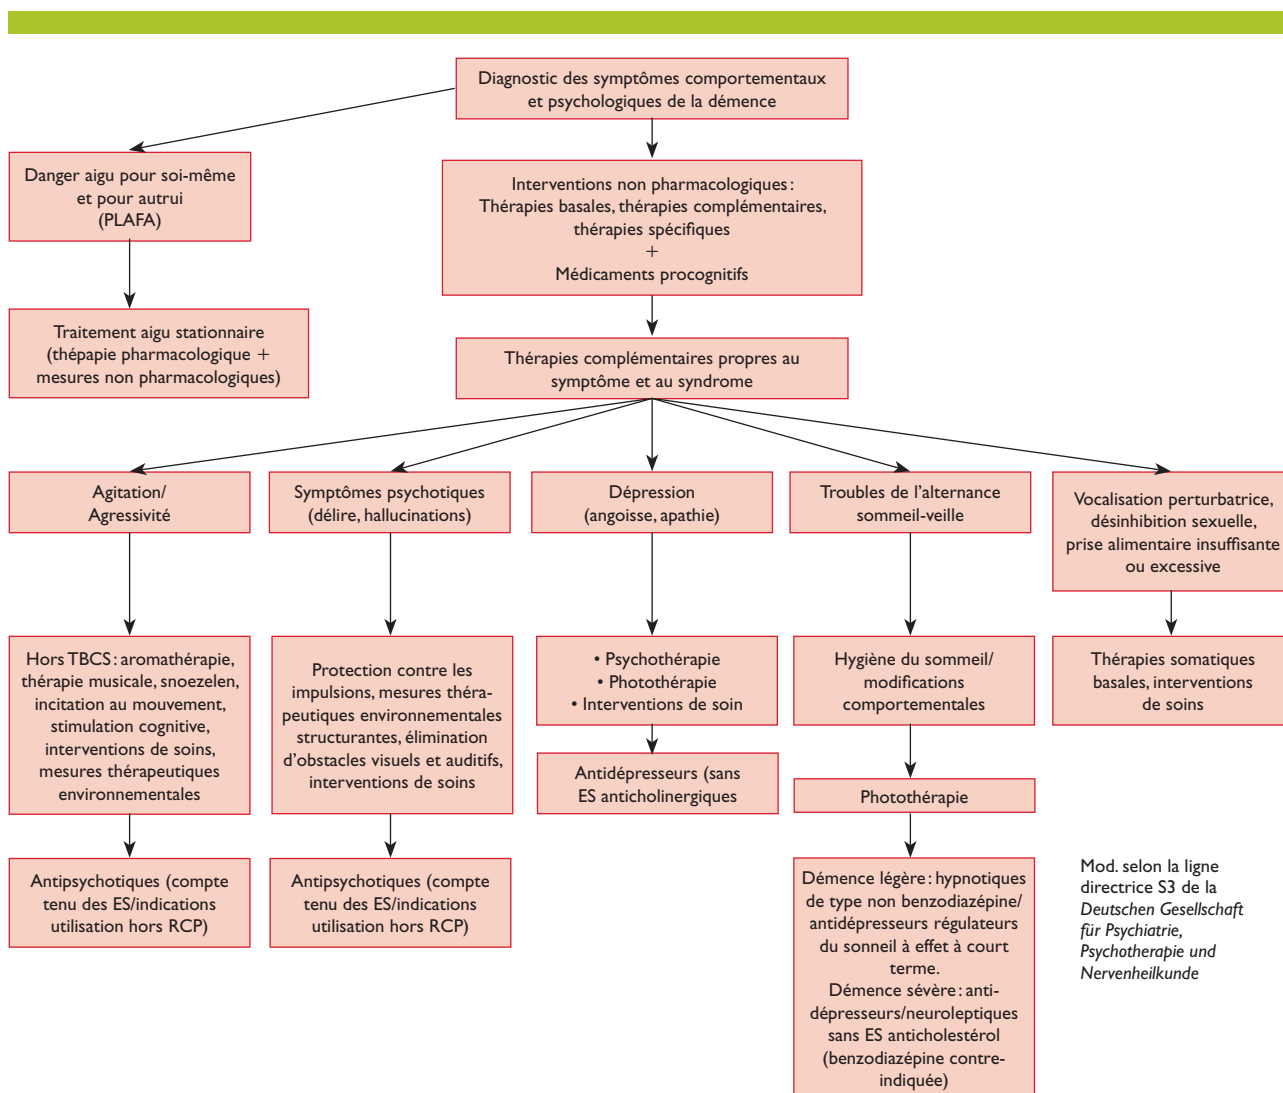 Diagnostic des symptômes comportementaux
et psychologiques de la démence
Danger aigu pour soi-même
et pour autrui
(PLAFA)
Interventions non pharmacologiques :
Thérapies basales, thérapies complémentaires,
thérapies spécifiques
+
Médicaments procognitifs
Traitement aigu stationnaire
(thépapie pharmacologique +
mesures non pharmacologiques)
Thérapies complémentaires propres au
symptôme et au syndrome
Agitation/
Agressivité
Symptômes psychotiques
(délire, hallucinations)
Dépression
(angoisse, apathie)
Troubles de l'alternance
sommeil-veille
Vocalisation perturbatrice,
désinhibition sexuelle,
prise alimentaire insuffisante
ou excessive
Hors TBCS : aromathérapie,
thérapie musicale, snoezelen,
incitation au mouvement,
stimulation cognitive,
interventions de soins,
mesures thérapeutiques
environnementales
Protection contre les
impulsions, mesures théra-
peutiques environnementales
structurantes, élimination
d'obstacles visuels et auditifs,
interventions de soins
• Psychothérapie
• Photothérapie
• Interventions de soin
Hygiène du sommeil/
modifications
comportementales
Thérapies somatiques
basales, interventions
de soins
Antidépresseurs (sans
ES anticholinergiques
Photothérapie
Antipsychotiques (compte
tenu des ES/indications
utilisation hors RCP)
Antipsychotiques (compte
tenu des ES/indications
utilisation hors RCP)
Démence légère : hypnotiques
de type non benzodiazépine/
antidépresseurs régulateurs
du sonneil à effet à court
terme.
Démence sévère : anti-
dépresseurs/neuroleptiques
sans ES anticholestérol
(benzodiazépine contre-
indiquée)
Mod. selon la ligne
directrice S3 de la
Deutschen Gesellschaft
für Psychiatrie,
Psychotherapie und
Nervenheilkunde